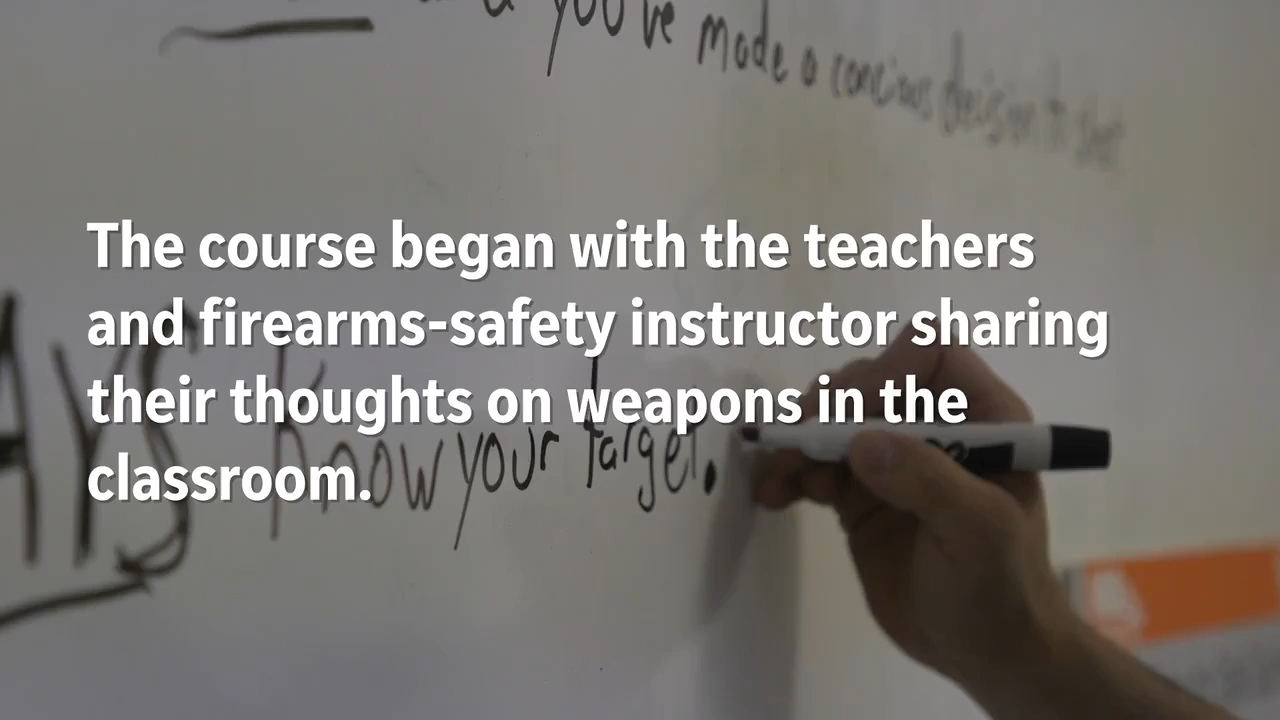 you've made a concious decision to shoot
The course began with the teachers
and firearms-safety instructor sharing
their thoughts on weapons in the
classroom.
AYS Know your target.